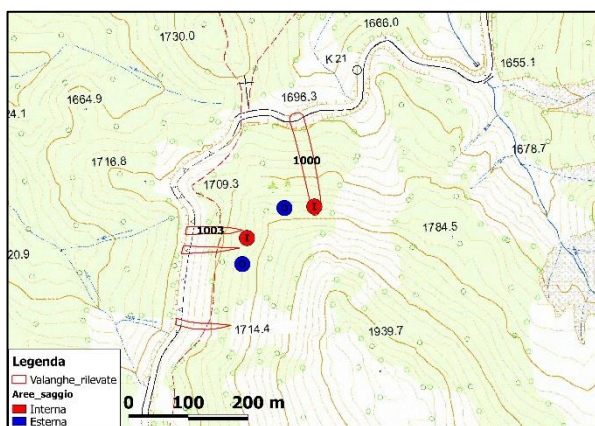 1730.0
1666.0
K 21
1655.1
1664.9
1696.3
24.1
1678.7
1716.8
1000
1709.3
1784.5
1003
20.9
1714.4
1939.7
Legenda
Valanghe_rilevate
Aree_saggio
Interna
Esterna
0 100 200 m